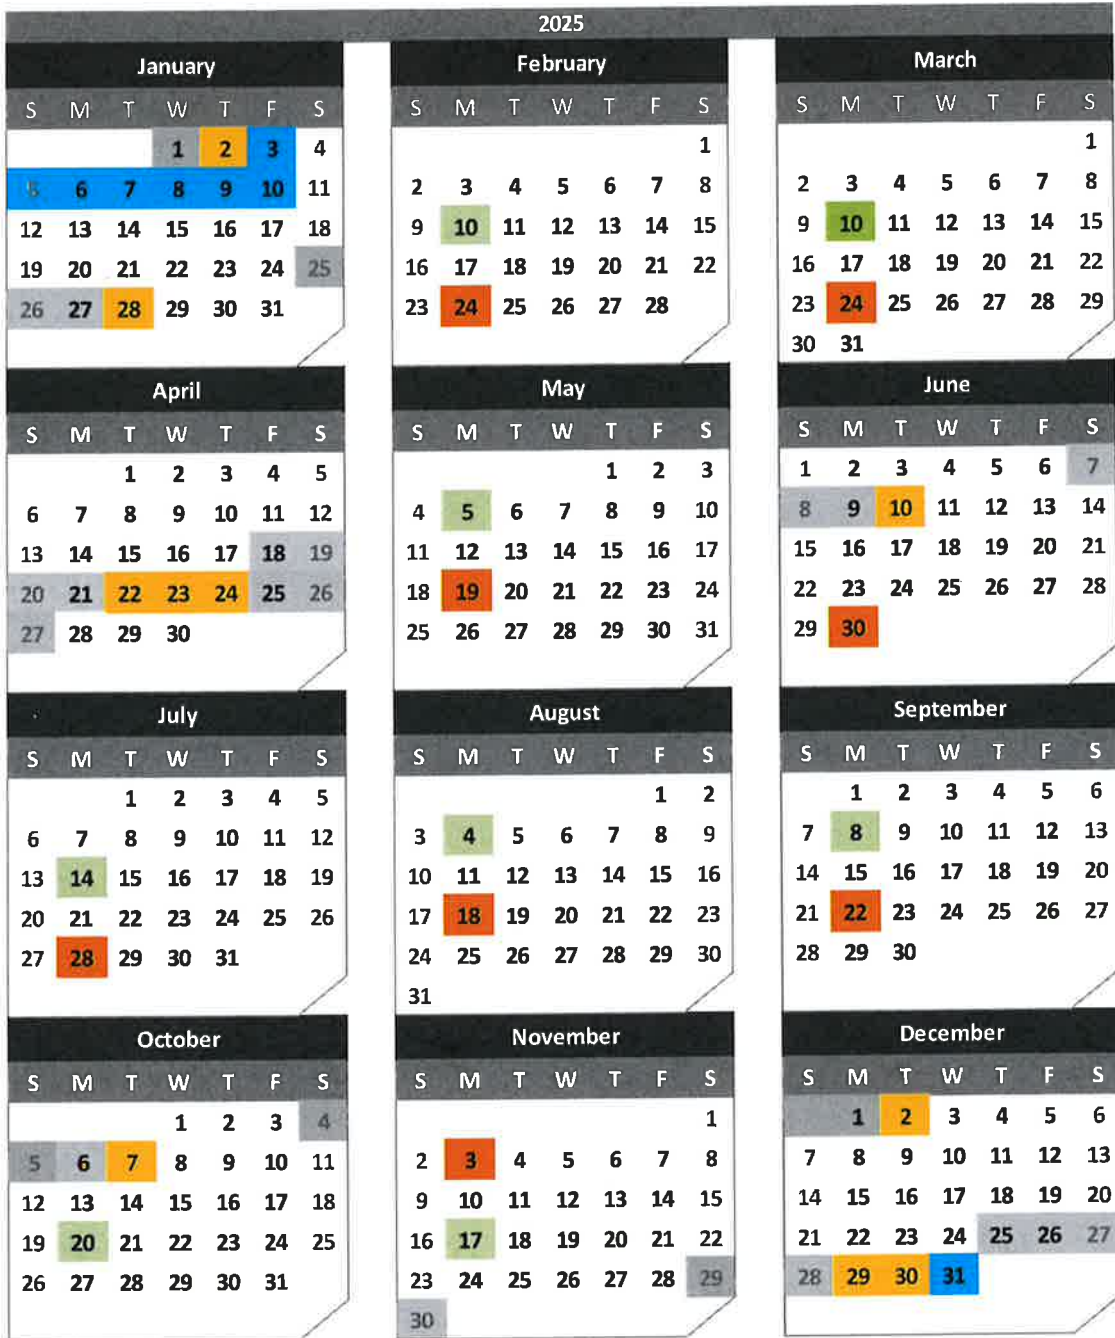 2025
January
S M T W T F S
1 2 3 4
5 6 7 8 9 10 11
12 13 14 15 16 17 18
19 20 21 22 23 24 25
26 27 28 29 30 31
February
S M T W T F S
1
2 3 4 5 6 7 8
9 10 11 12 13 14 15
16 17 18 19 20 21 22
23 24 25 26 27 28
March
S M T W T F S
1
2 3 4 5 6 7 8
9 10 11 12 13 14 15
16 17 18 19 20 21 22
23 24 25 26 27 28 29
30 31
April
S M T W T F S
1 2 3 4 5
6 7 8 9 10 11 12
13 14 15 16 17 18 19
20 21 22 23 24 25 26
27 28 29 30
May
S M T W T F S
1 2 3
4 5 6 7 8 9 10
11 12 13 14 15 16 17
18 19 20 21 22 23 24
25 26 27 28 29 30 31
June
S M T W T F S
1 2 3 4 5 6 7
8 9 10 11 12 13 14
15 16 17 18 19 20 21
22 23 24 25 26 27 28
29 30
July
S M T W T F S
1 2 3 4 5
6 7 8 9 10 11 12
13 14 15 16 17 18 19
20 21 22 23 24 25 26
27 28 29 30 31
August
S M T W T F S
1 2
3 4 5 6 7 8 9
10 11 12 13 14 15 16
17 18 19 20 21 22 23
24 25 26 27 28 29 30
31
September
S M T W T F S
1 2 3 4 5 6
7 8 9 10 11 12 13
14 15 16 17 18 19 20
21 22 23 24 25 26 27
28 29 30
October
S M T W T F S
1 2 3 4
5 6 7 8 9 10 11
12 13 14 15 16 17 18
19 20 21 22 23 24 25
26 27 28 29 30 31
November
S M T W T F S
1
2 3 4 5 6 7 8
9 10 11 12 13 14 15
16 17 18 19 20 21 22
23 24 25 26 27 28 29
30
December
S M T W T F S
1 2 3 4 5 6
7 8 9 10 11 12 13
14 15 16 17 18 19 20
21 22 23 24 25 26 27
28 29 30 31